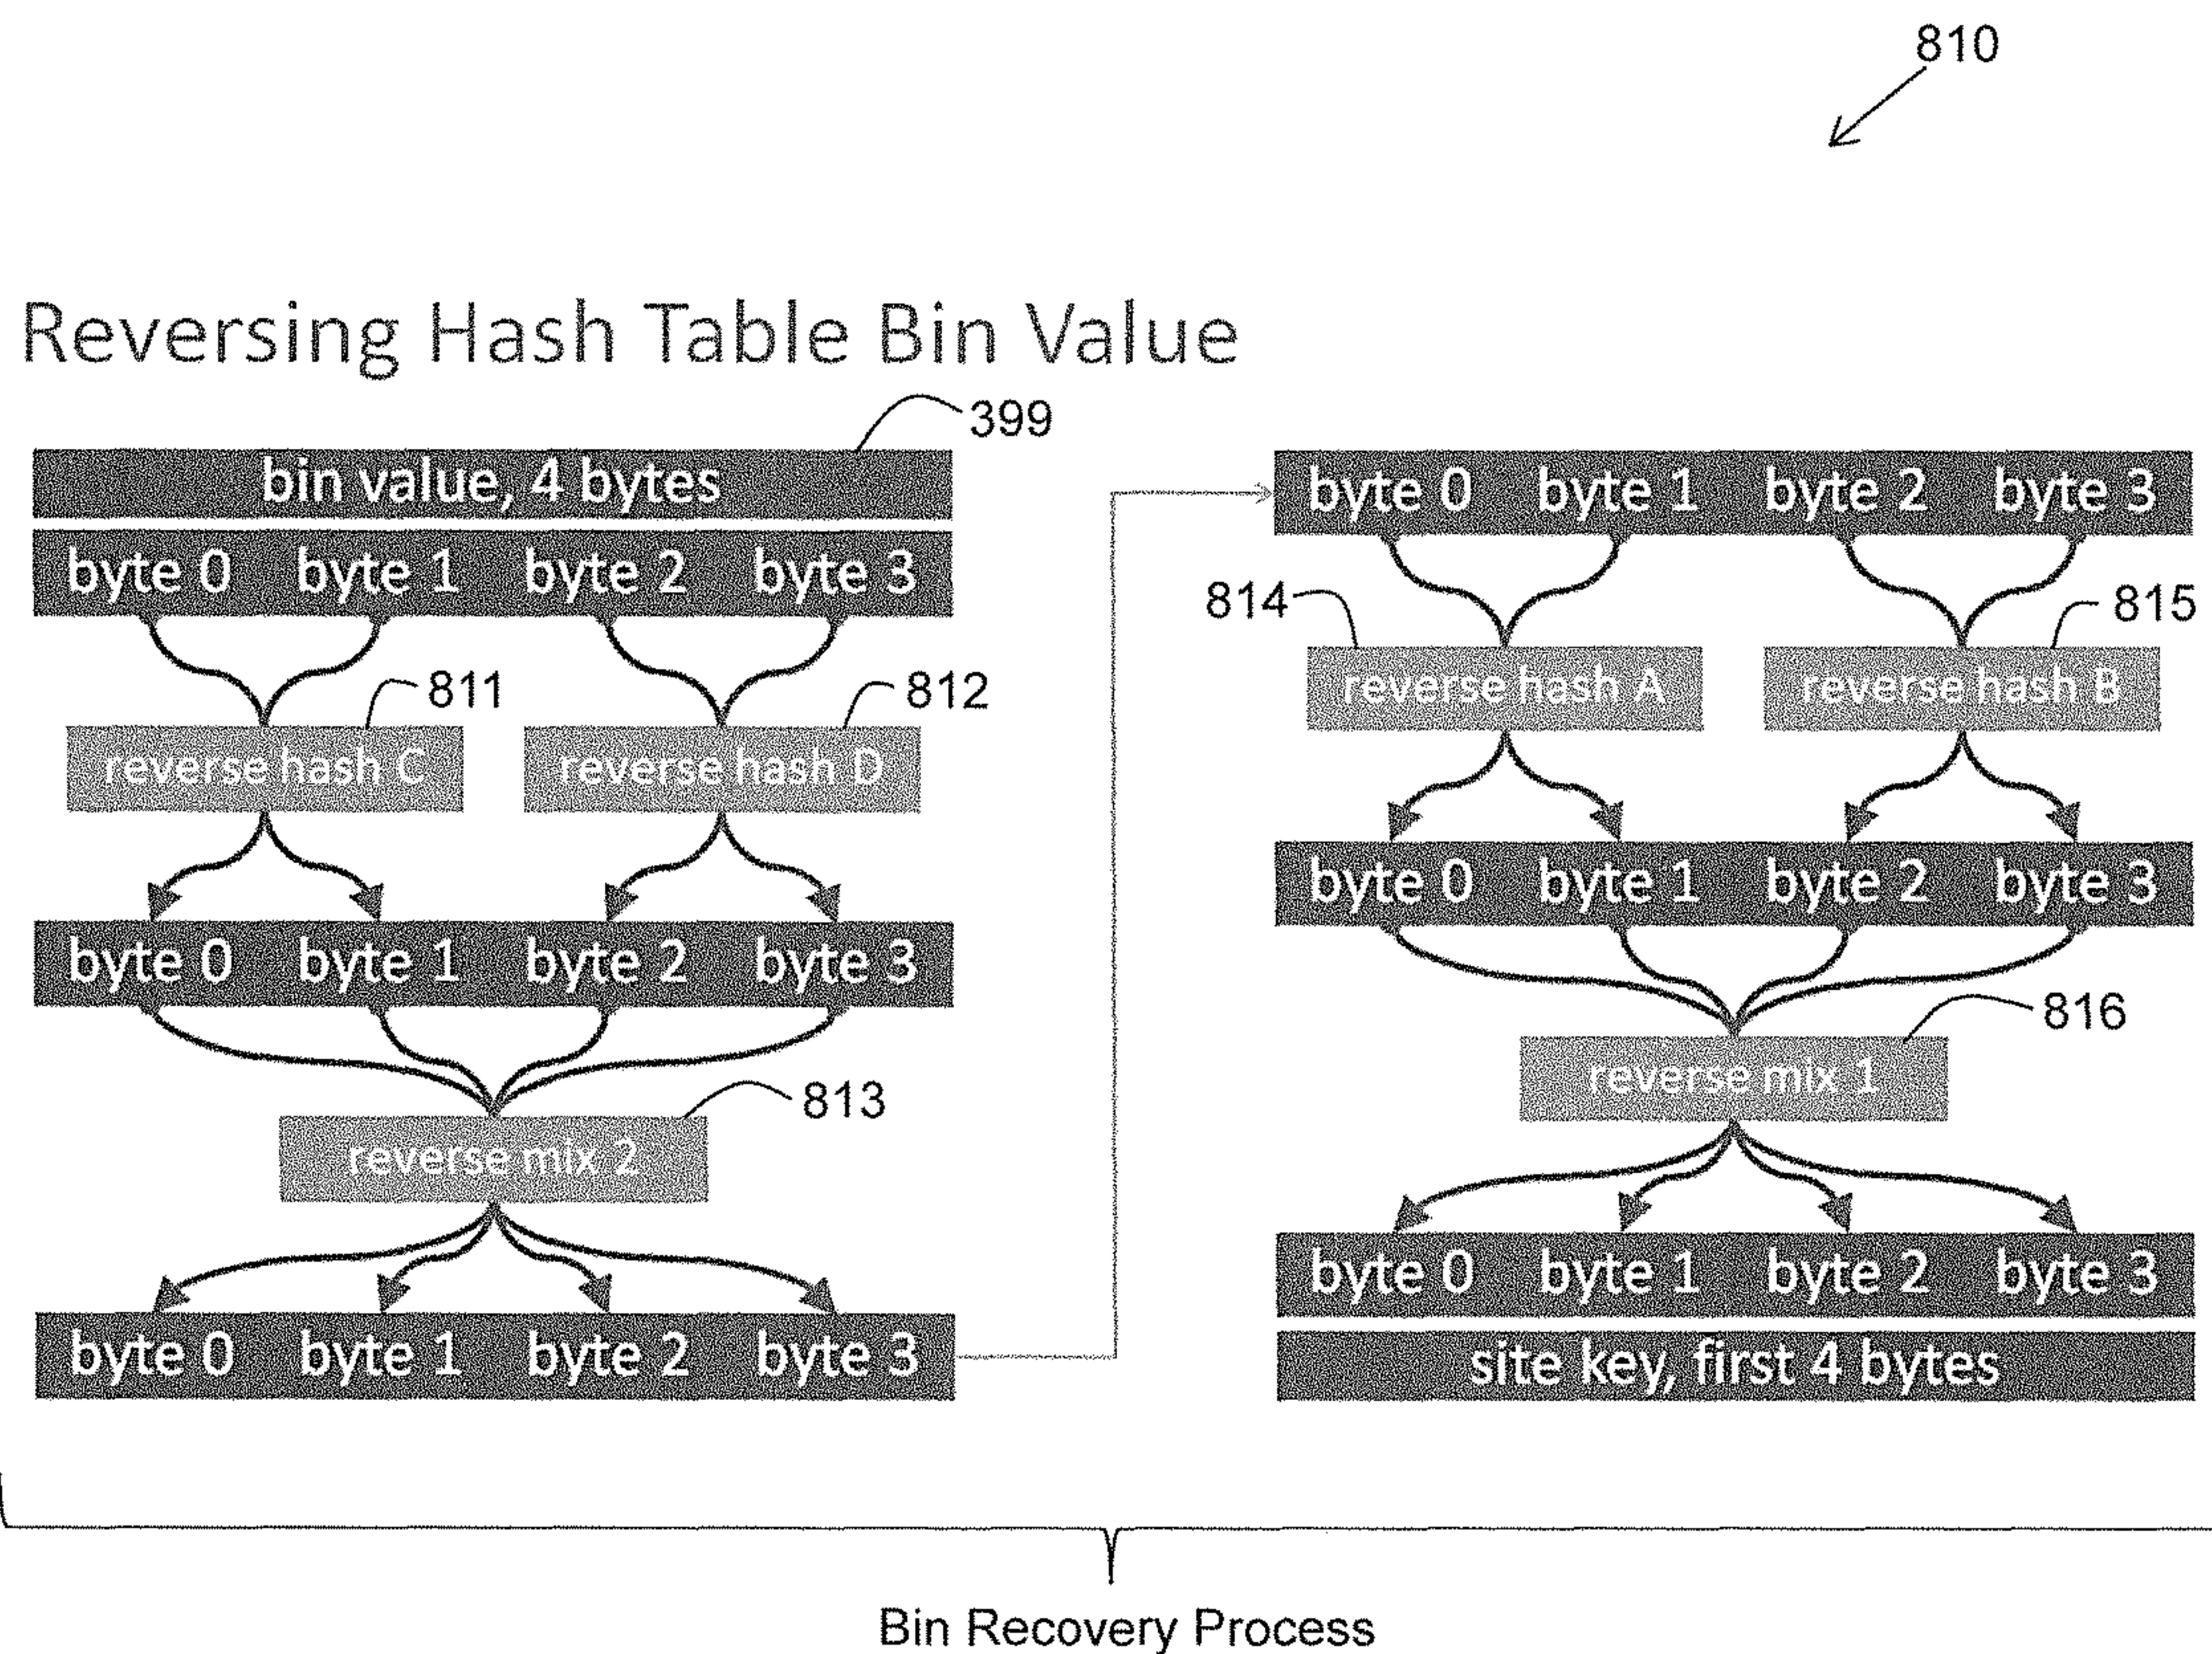 810
Reversing Hash Table Bin Value
399
bin value, 4 bytes
byte 0 byte 1 byte 2 byte 3
811
812
reverse hash C reverse hash D
byte 0 byte 1 byte 2 byte 3
813
reverse mix 2
byte 0 byte 1 byte 2 byte 3
byte 0 byte 1 byte 2 byte 3
814
815
reverse hash A reverse hash B
byte 0 byte 1 byte 2 byte 3
816
reverse mix 1
byte 0 byte 1 byte 2 byte 3
site key, first 4 bytes
Bin Recovery Process